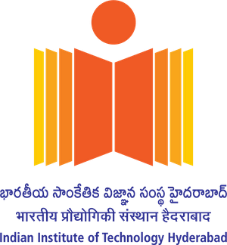 భారతీయ సాంకేతిక విజ్ఞాన సంస్థ హైదరాబాద్
भारतीय प्रौद्योगिकी संस्थान हैदराबाद
Indian Institute of Technology Hyderabad